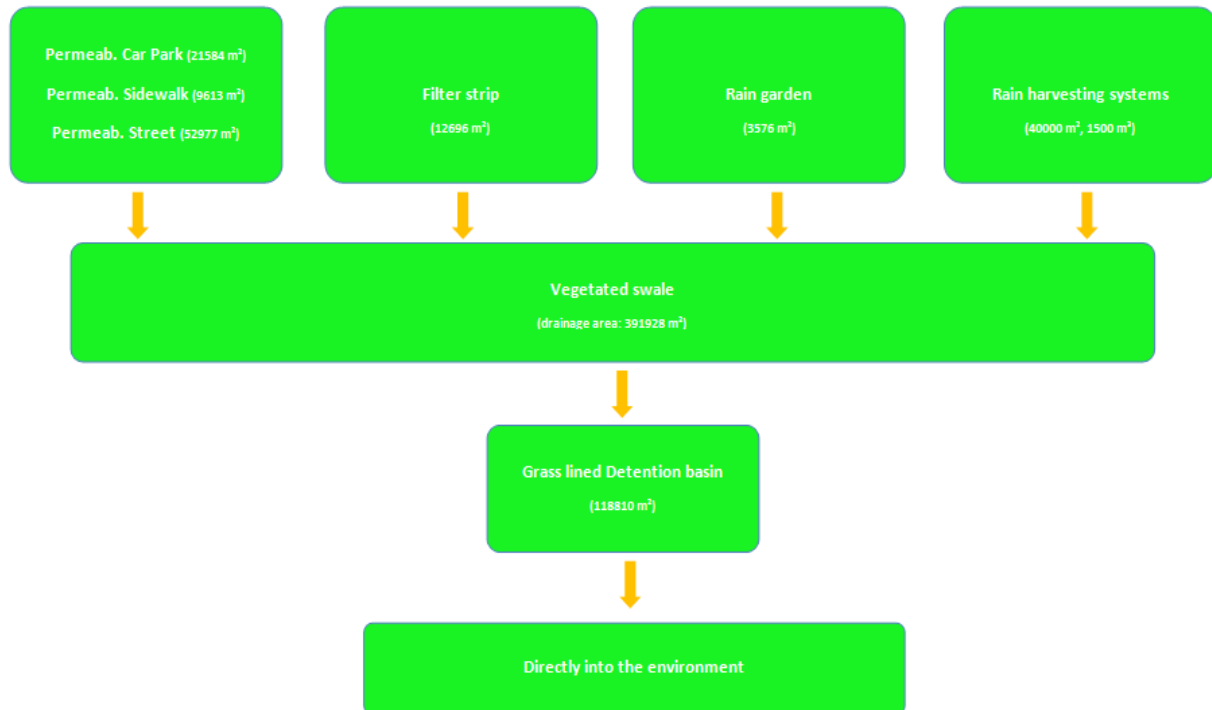 Permeab. Car Park (21584 m²)
Permeab. Sidewalk (9613 m²)
Permeab. Street (52977 m²)
Filter strip
(12696 m²)
Rain garden
(3576 m²)
Rain harvesting systems
(40000 m², 1500 m³)
Vegetated swale
(drainage area: 391928 m²)
Grass lined Detention basin
(118810 m²)
Directly into the environment